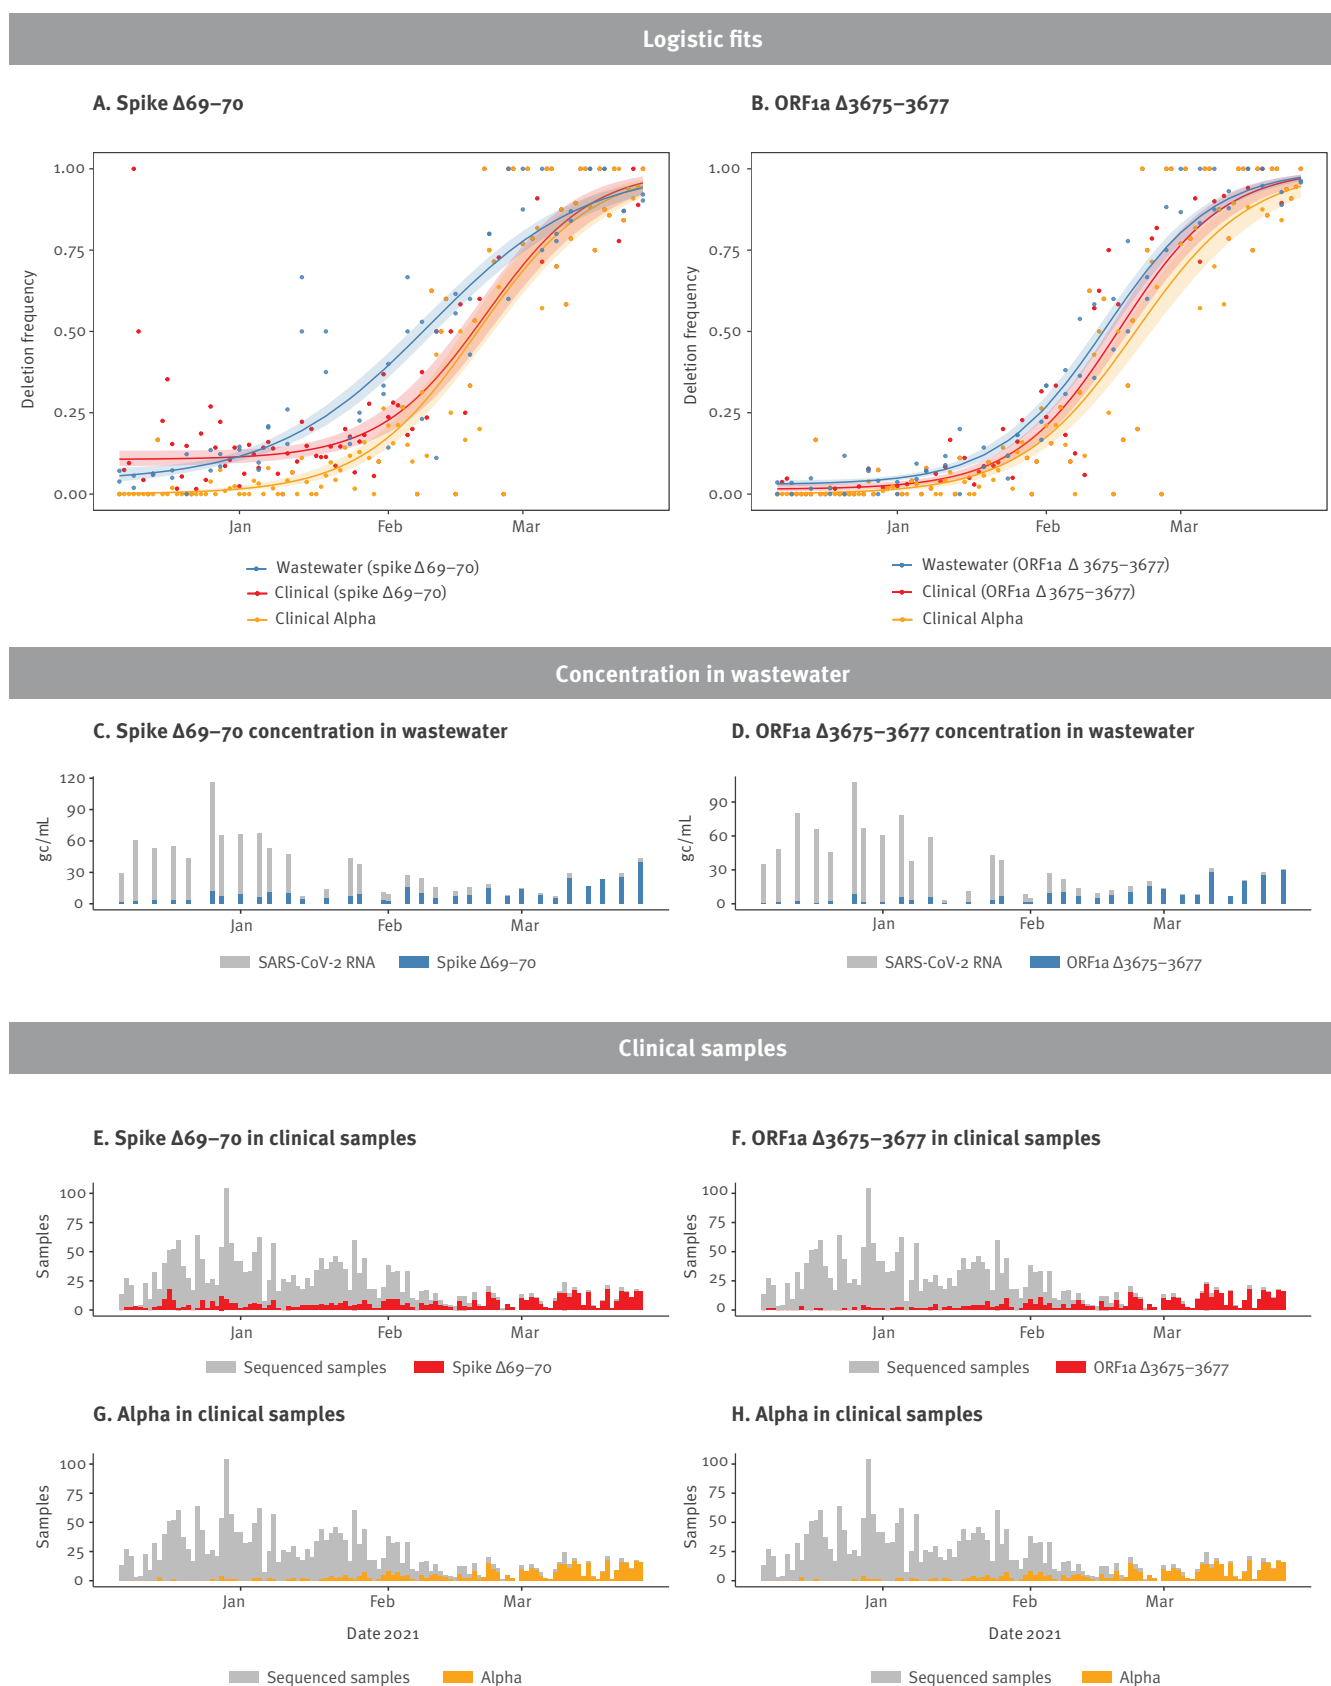 Logistic fits
A. Spike Δ69–70
B. ORF1a Δ3675–3677
Deletion frequency
1.00
0.75
0.50
0.25
0.00
Jan
Feb
Mar
Deletion frequency
1.00
0.75
0.50
0.25
0.00
Jan
Feb
Mar
Wastewater (spike Δ69–70)
Clinical (spike Δ69–70)
Clinical Alpha
Wastewater (ORF1a Δ 3675–3677)
Clinical (ORF1a Δ3675–3677)
Clinical Alpha
Concentration in wastewater
C. Spike Δ69–70 concentration in wastewater
D. ORF1a Δ3675–3677 concentration in wastewater
gc/mL
120
90
60
30
0
Jan
Feb
Mar
gc/mL
90
60
30
0
Jan
Feb
Mar
SARS-CoV-2 RNA
Spike Δ69–70
SARS-CoV-2 RNA
ORF1a Δ3675–3677
Clinical samples
E. Spike Δ69–70 in clinical samples
F. ORF1a Δ3675–3677 in clinical samples
Samples
100
75
50
25
0
Jan
Feb
Mar
Samples
100
75
50
25
0
Jan
Feb
Mar
Sequenced samples
Spike Δ69–70
Sequenced samples
ORF1a Δ3675–3677
G. Alpha in clinical samples
H. Alpha in clinical samples
Samples
100
75
50
25
0
Jan
Feb
Mar
Date 2021
Samples
100
75
50
25
0
Jan
Feb
Mar
Date 2021
Sequenced samples
Alpha
Sequenced samples
Alpha